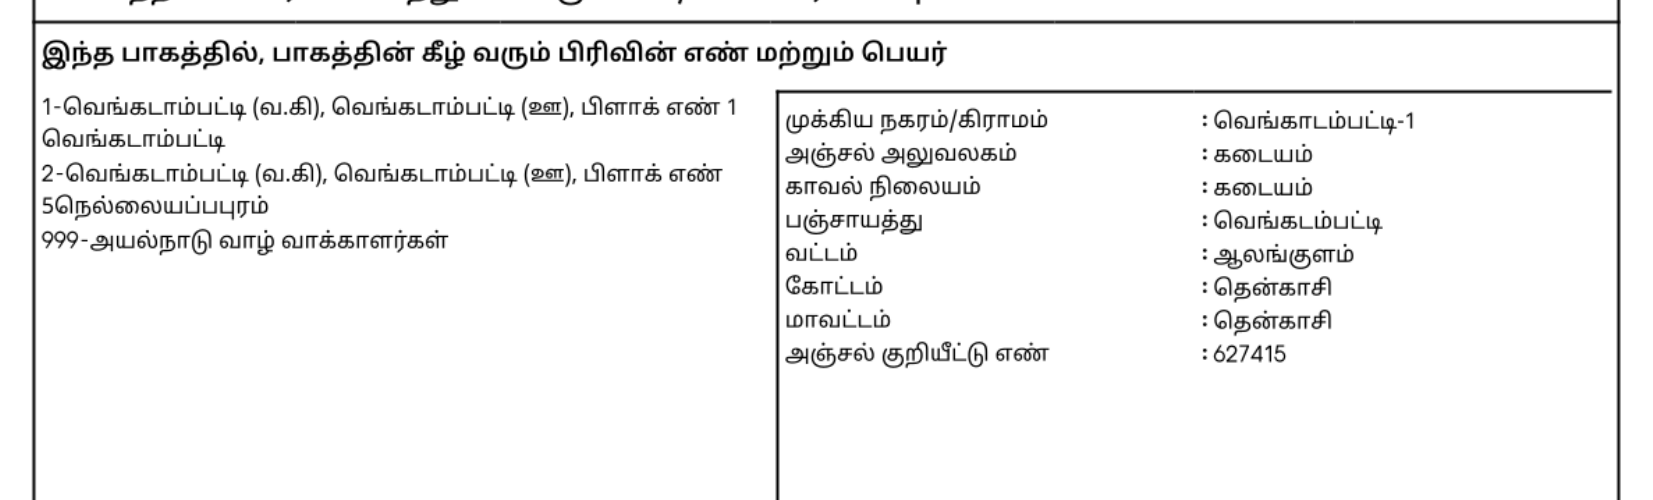 இந்த பாகத்தில், பாகத்தின் கீழ் வரும் பிரிவின் எண் மற்றும் பெயர்
1-வெங்கடாம்பட்டி (வ.கி), வெங்கடாம்பட்டி (ஊ), பிளாக் எண் 1
வெங்கடாம்பட்டி
2-வெங்கடாம்பட்டி (வ.கி), வெங்கடாம்பட்டி (ஊ), பிளாக் எண்
5நெல்லையப்பபுரம்
999-அயல்நாடு வாழ் வாக்காளர்கள்
முக்கிய நகரம்/கிராமம் : வெங்காடம்பட்டி-1
அஞ்சல் அலுவலகம் : கடையம்
காவல் நிலையம் : கடையம்
பஞ்சாயத்து : வெங்கடம்பட்டி
வட்டம் : ஆலங்குளம்
கோட்டம் : தென்காசி
மாவட்டம் : தென்காசி
அஞ்சல் குறியீட்டு எண் : 627415